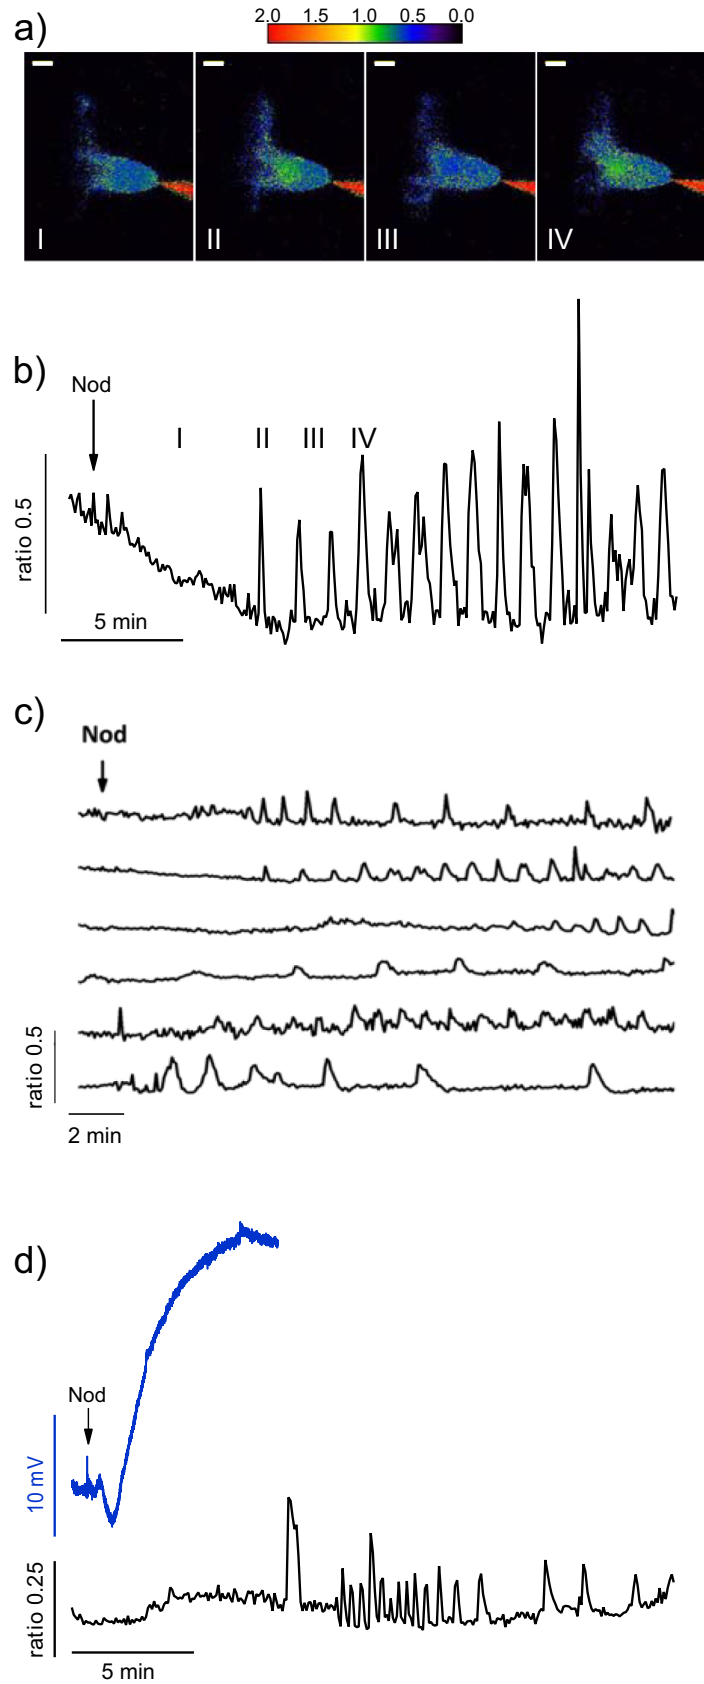 a)
2.0 1.5 1.0 0.5 0.0
I II III IV
b)
Nod
I II III IV
ratio 0.5
5 min
c)
Nod
ratio 0.5
2 min
d)
Nod
10 mV
ratio 0.25
5 min